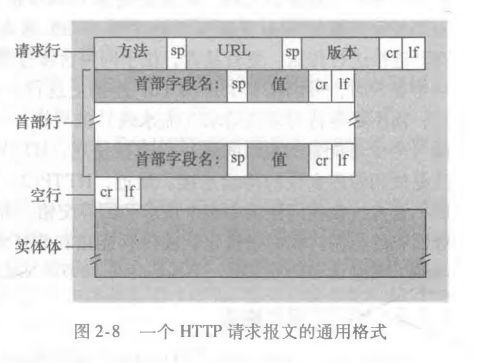 请求行 方法 sp URL sp 版本 cr lf
首部字段名: sp 值 cr lf
首部行
首部字段名: sp 值 cr lf
空行 cr lf
实体体
图 2-8 一个 HTTP 请求报文的通用格式